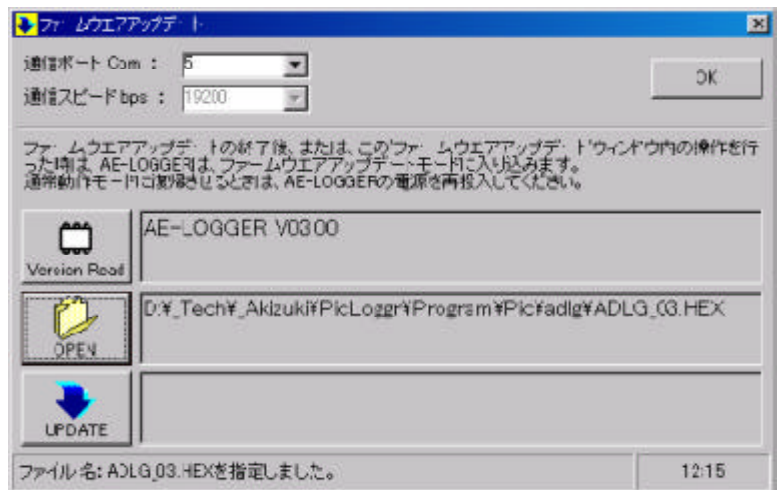 ファームウエアアップデート
通信ポート Com : 5
OK
通信スピード bps : 19200
ファームウエアアップデートの終了後、または、この'ファームウエアアップデート'ウィンドウ内の操作を行
った時は、AE-LOGGERは、ファームウエアアップデートモードに入り込みます。
通常動作モードに復帰させるときは、AE-LOGGERの電源を再投入してください。
AE-LOGGER V0300
Version Read
D:¥_Tech¥_Akizuki¥PicLoggr¥Program¥Pic¥adlg¥ADLG_03.HEX
OPEN
UPDATE
ファイル名: ADLG_03.HEXを指定しました。
12:15